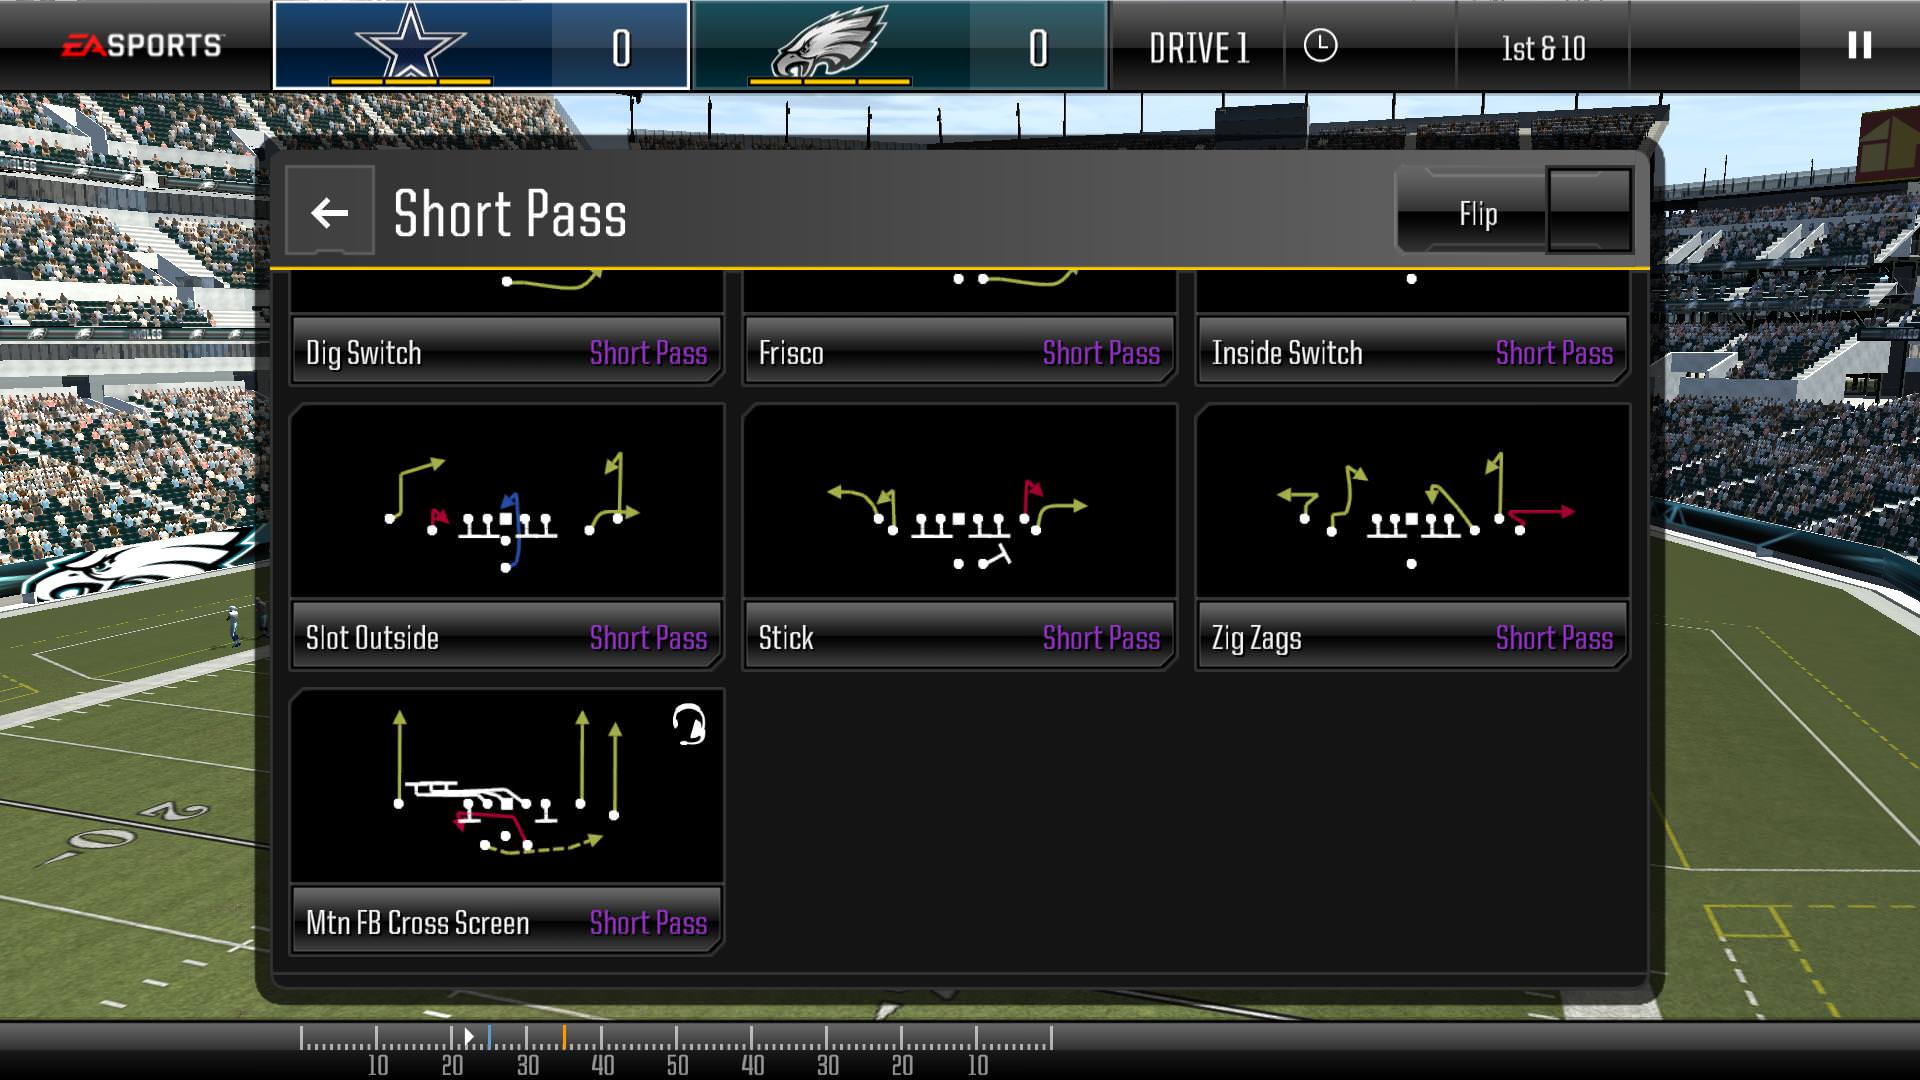 EA SPORTS
0
0
DRIVE 1
1st & 10
Short Pass
Flip
Dig Switch Short Pass
Frisco Short Pass
Inside Switch Short Pass
Slot Outside Short Pass
Stick Short Pass
Zig Zags Short Pass
Mtn FB Cross Screen Short Pass
20
10 20 30 40 50 40 30 20 10